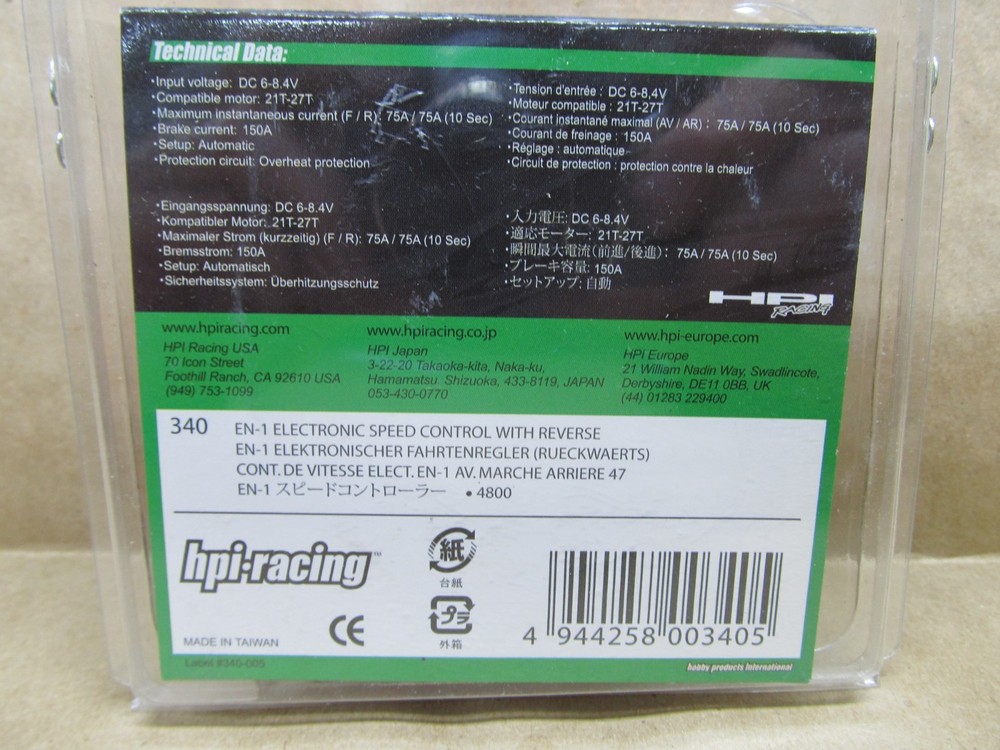 Technical Data:
•Input voltage: DC 6-8.4V
•Compatible motor: 21T-27T
•Maximum instantaneous current (F / R): 75A / 75A (10 Sec)
•Brake current: 150A
•Setup: Automatic
•Protection circuit: Overheat protection
•Tension d'entrée : DC 6-8,4V
•Moteur compatible : 21T-27T
•Courant instantané maximal (AV / AR) : 75A / 75A (10 Sec)
•Courant de freinage : 150A
•Réglage : automatique
•Circuit de protection : protection contre la chaleur
•Eingangsspannung: DC 6-8.4V
•Kompatibler Motor: 21T-27T
•Maximaler Strom (kurzzeitig) (F / R): 75A / 75A (10 Sec)
•Bremsstrom: 150A
•Setup: Automatisch
•Sicherheitssystem: Überhitzungsschutz
•入力電圧: DC 6-8.4V
•適応モーター: 21T-27T
•瞬間最大電流(前進/後進): 75A / 75A (10 Sec)
•ブレーキ容量: 150A
•セットアップ: 自動
HPI RACING
www.hpiracing.com
HPI Racing USA
70 Icon Street
Foothill Ranch, CA 92610 USA
(949) 753-1099
www.hpiracing.co.jp
HPI Japan
3-22-20 Takaoka-kita, Naka-ku,
Hamamatsu. Shizuoka, 433-8119, JAPAN
053-430-0770
www.hpi-europe.com
HPI Europe
21 William Nadin Way, Swadlincote,
Derbyshire, DE11 0BB, UK
(44) 01283 229400
340
EN-1 ELECTRONIC SPEED CONTROL WITH REVERSE
EN-1 ELEKTRONISCHER FAHRTENREGLER (RUECKWAERTS)
CONT. DE VITESSE ELECT. EN-1 AV. MARCHE ARRIERE 47
EN-1 スピードコントローラー •4800
hpi·racing™
紙
台紙
プラ
外箱
CE
MADE IN TAIWAN
4 944258 003405
Label #340-005
hobby products international